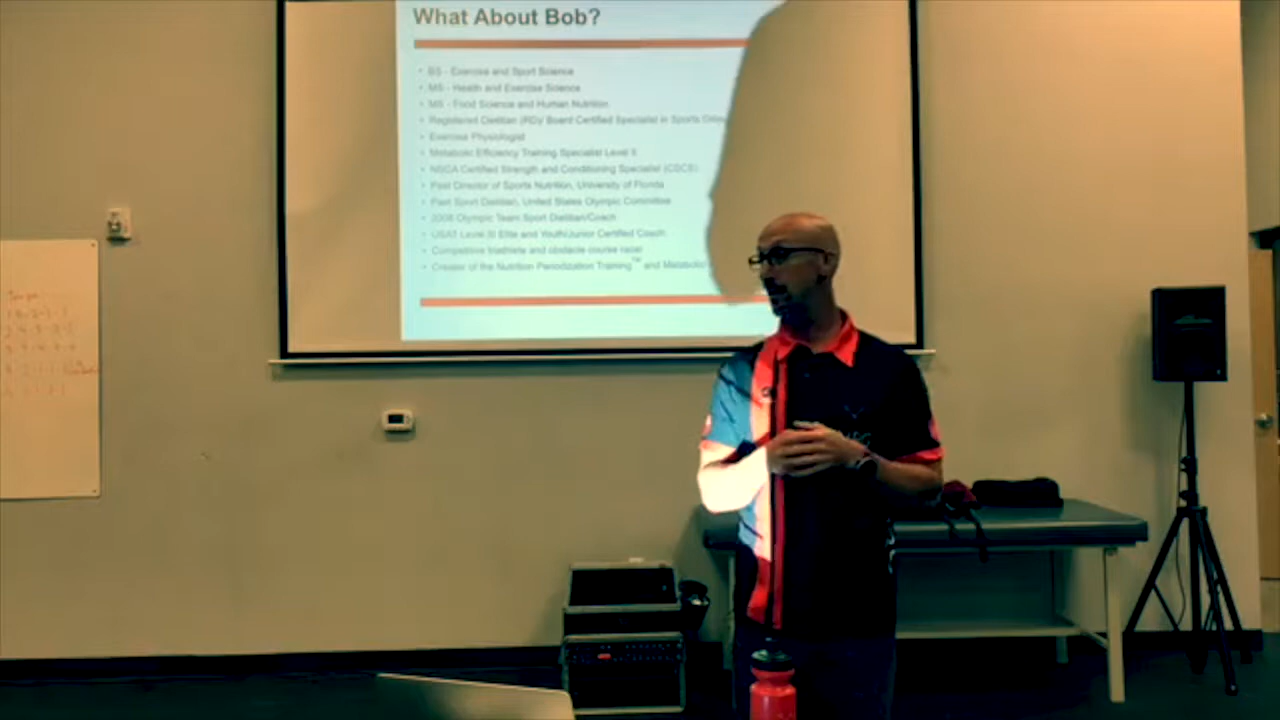 What About Bob?
• BS - Exercise and Sport Science
• MS - Health and Exercise Science
• MS - Food Science and Human Nutrition
• Registered Dietitian (RD)/ Board Certified Specialist in Sports
• Exercise Physiologist
• Metabolic Efficiency Training Specialist Level II
• NSCA Certified Strength and Conditioning Specialist (CSCS)
• Past Director of Sports Nutrition, University of Florida
• Past Sport Dietitian, United States Olympic Committee
• 2008 Olympic Team Sport Dietitian/Coach
• USAT Level III Elite and Youth/Junior Certified Coach
• Competitive triathlete and obstacle course racer
• Creator of the Nutrition Periodization Training™ and Metabolic